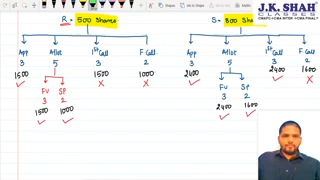 R = 500 Shares
S = 800 Shares
J.K. SHAH
CLASSES
App Allot 1st Call F Call
3 5 3 2
1500 1500 1000
FV SP
3 2
1500 1000
App Allot 1st Call F Call
3 5 3 2
2400 2400 1600
FV SP
3 2
2400 1600